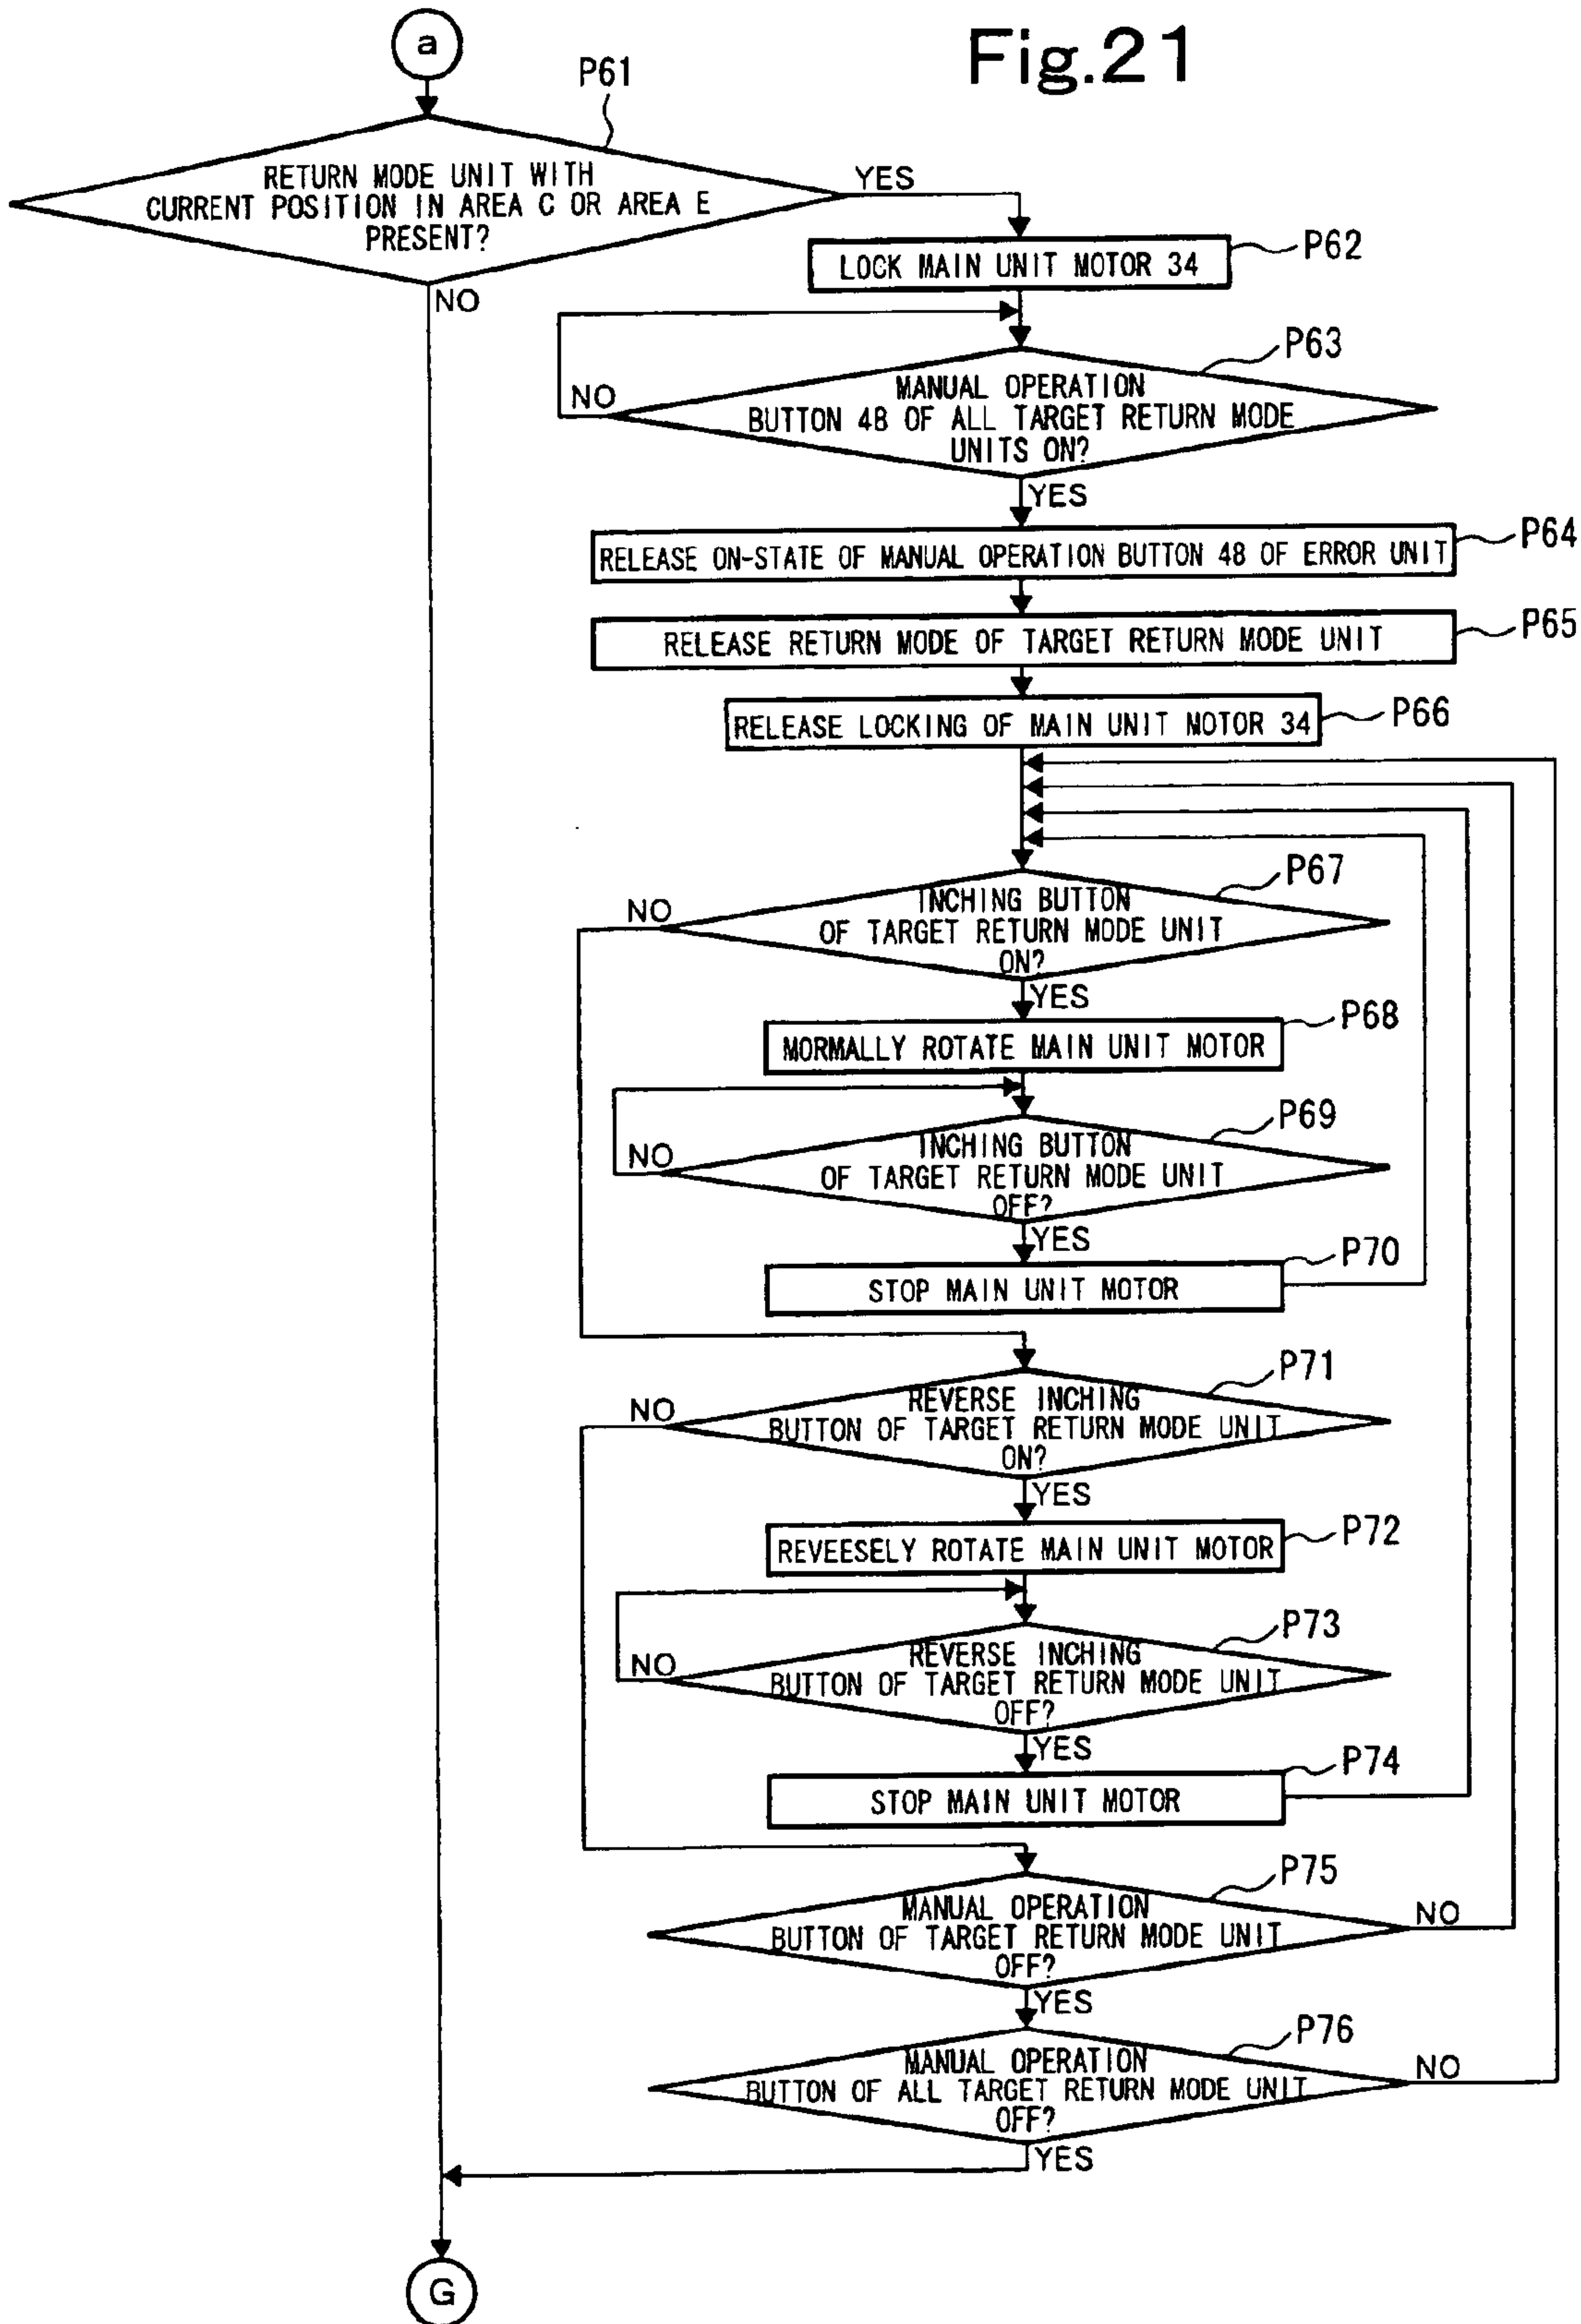 Fig.21
a
P61
RETURN MODE UNIT WITH
CURRENT POSITION IN AREA C OR AREA E
PRESENT?
YES
NO
P62
LOCK MAIN UNIT MOTOR 34
P63
MANUAL OPERATION
BUTTON 48 OF ALL TARGET RETURN MODE
UNITS ON?
NO
YES
P64
RELEASE ON-STATE OF MANUAL OPERATION BUTTON 48 OF ERROR UNIT
P65
RELEASE RETURN MODE OF TARGET RETURN MODE UNIT
P66
RELEASE LOCKING OF MAIN UNIT MOTOR 34
P67
INCHING BUTTON
OF TARGET RETURN MODE UNIT
ON?
NO
YES
P68
MORMALLY ROTATE MAIN UNIT MOTOR
P69
INCHING BUTTON
OF TARGET RETURN MODE UNIT
OFF?
NO
YES
P70
STOP MAIN UNIT MOTOR
P71
REVERSE INCHING
BUTTON OF TARGET RETURN MODE UNIT
ON?
NO
YES
P72
REVEESELY ROTATE MAIN UNIT MOTOR
P73
REVERSE INCHING
BUTTON OF TARGET RETURN MODE UNIT
OFF?
NO
YES
P74
STOP MAIN UNIT MOTOR
P75
MANUAL OPERATION
BUTTON OF TARGET RETURN MODE UNIT
OFF?
NO
YES
P76
MANUAL OPERATION
BUTTON OF ALL TARGET RETURN MODE UNIT
OFF?
NO
YES
G